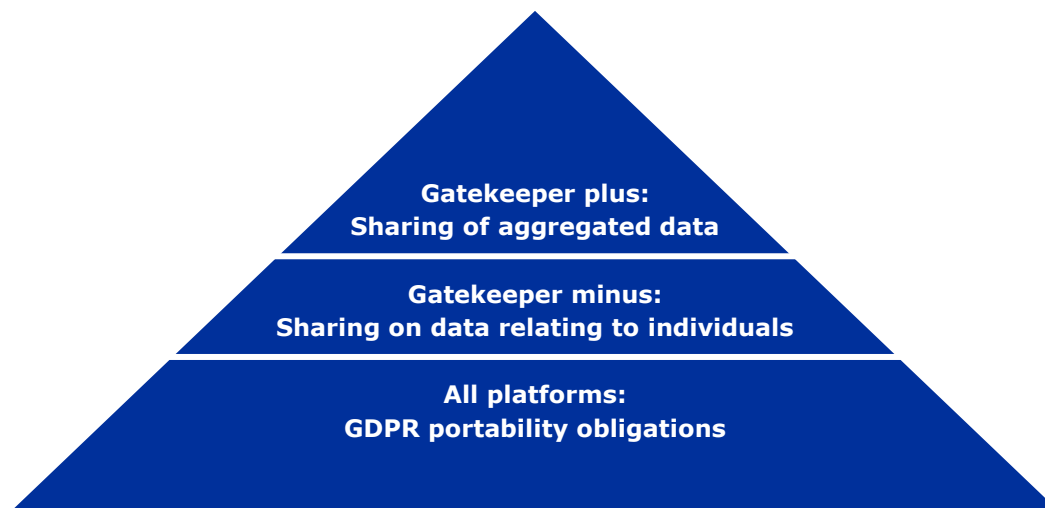 Gatekeeper plus:
Sharing of aggregated data
Gatekeeper minus:
Sharing on data relating to individuals
All platforms:
GDPR portability obligations